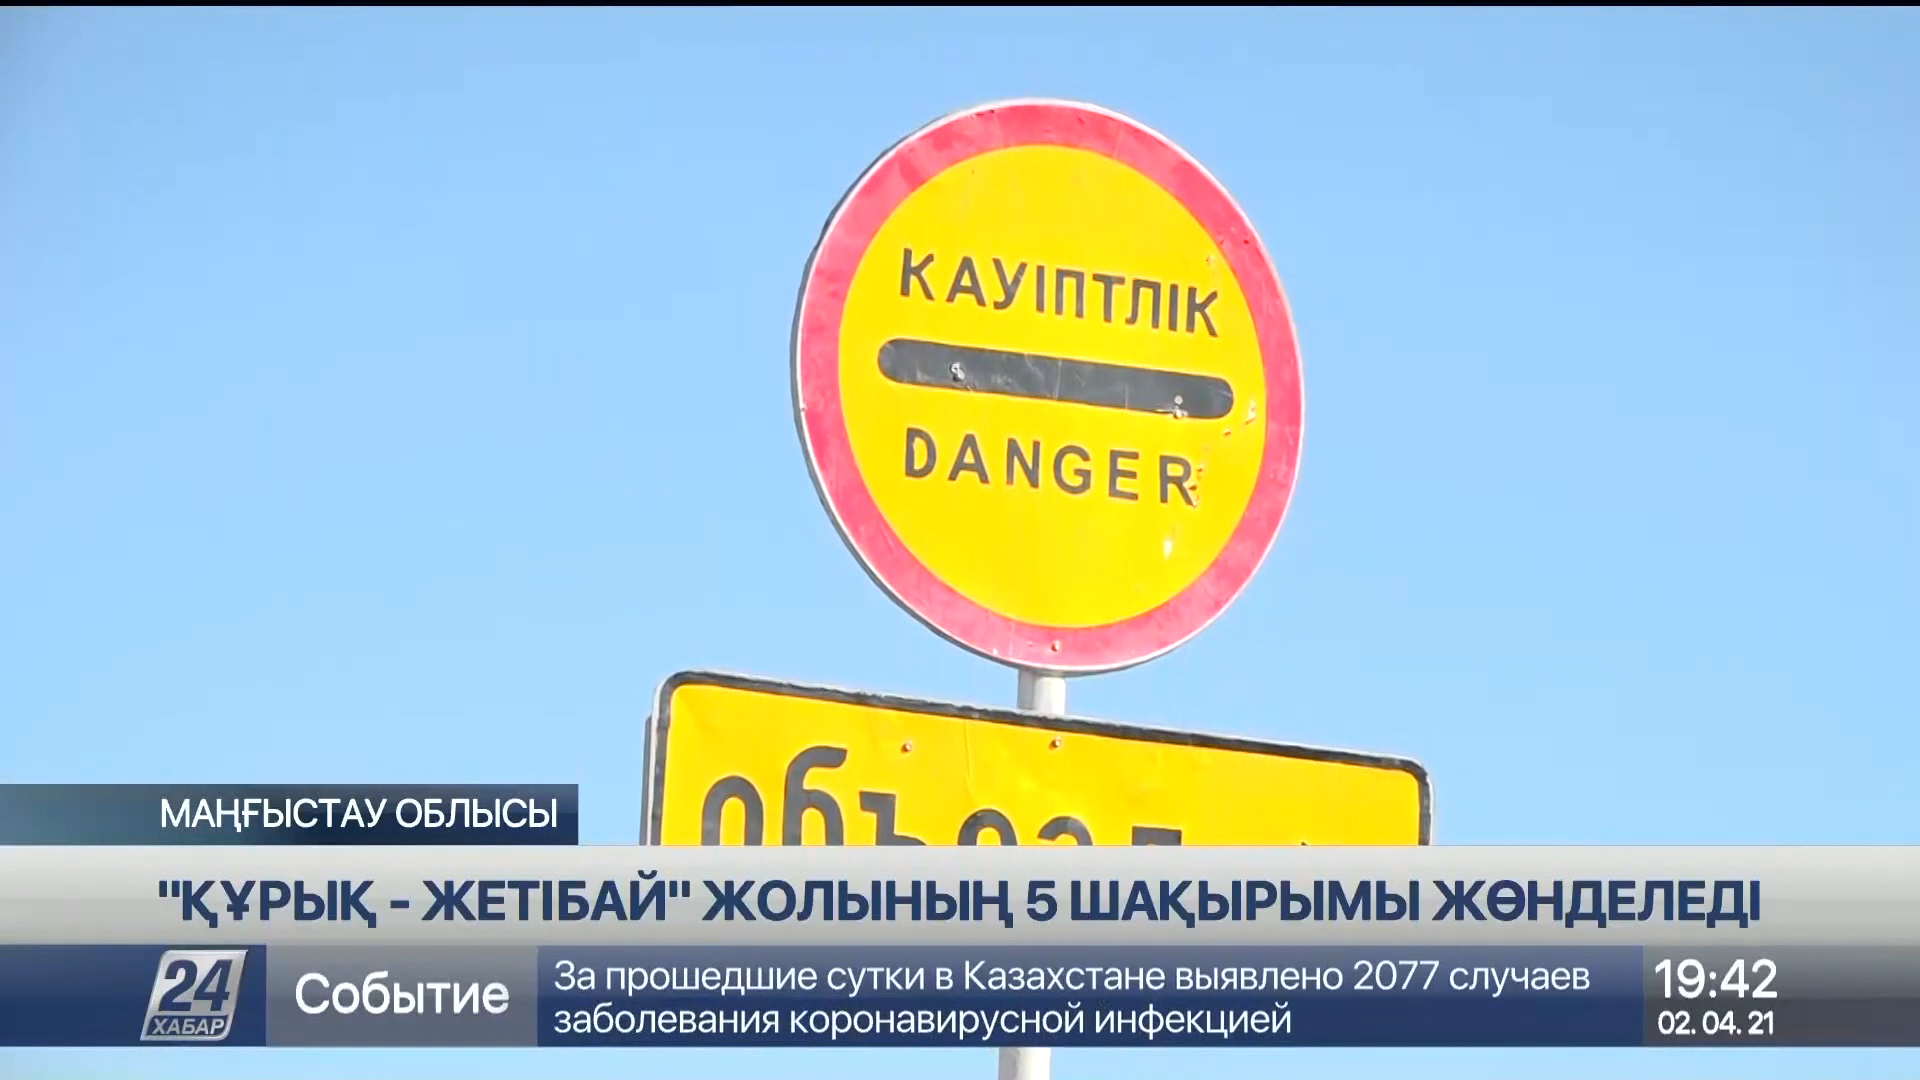 КАУІПТЛІК
DANGER
МАҢҒЫСТАУ ОБЛЫСЫ
"ҚҰРЫҚ - ЖЕТІБАЙ" ЖОЛЫНЫҢ 5 ШАҚЫРЫМЫ ЖӨНДЕЛЕДІ
24
ХАБАР
Событие
За прошедшие сутки в Казахстане выявлено 2077 случаев
заболевания коронавирусной инфекцией
19:42
02. 04. 21